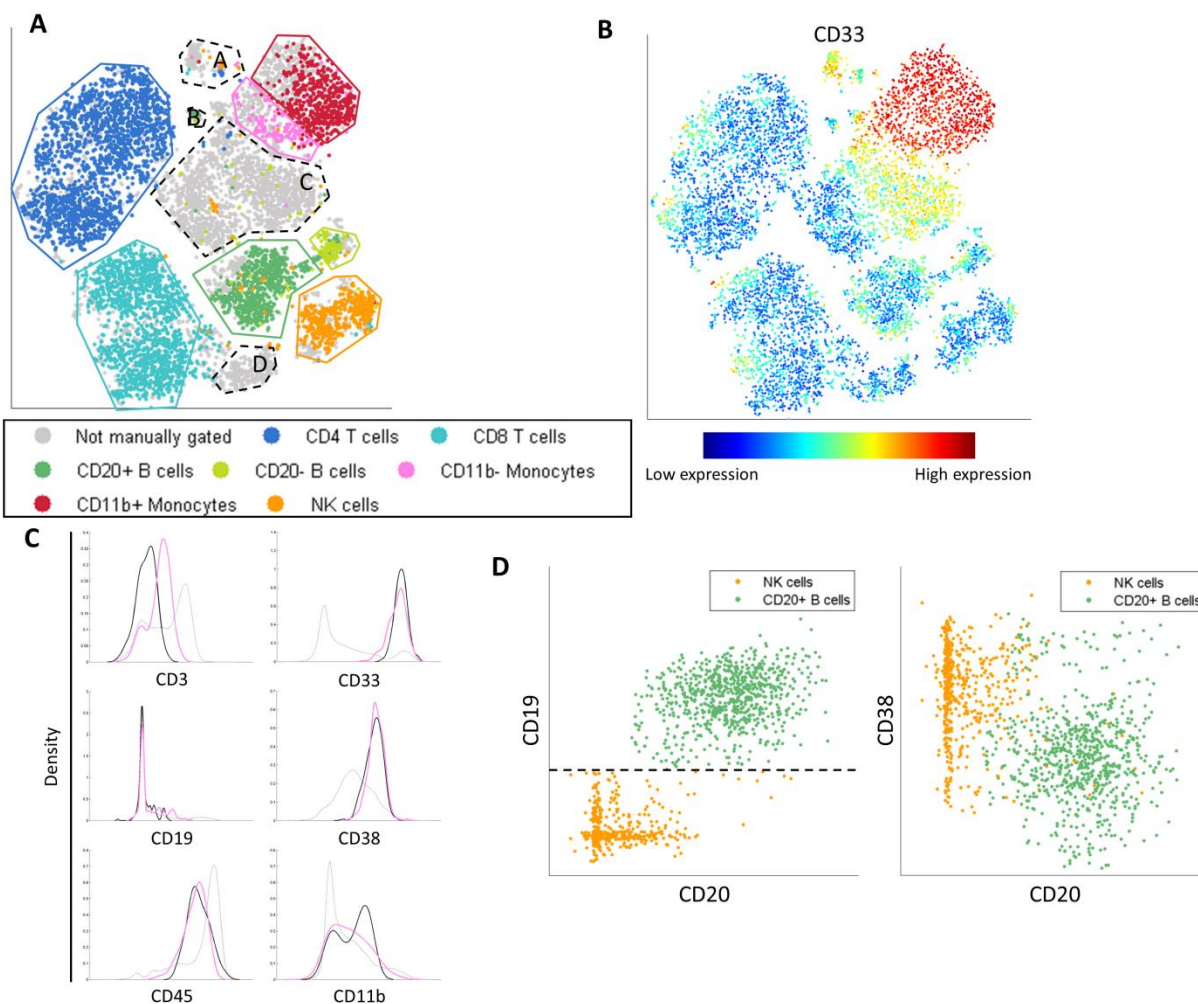 A
A
B
C
D
Not manually gated
CD4 T cells
CD8 T cells
CD20+ B cells
CD20- B cells
CD11b- Monocytes
CD11b+ Monocytes
NK cells
B
CD33
Low expression
High expression
C
Density
CD3
CD33
CD19
CD38
CD45
CD11b
D
NK cells
CD20+ B cells
CD19
CD20
NK cells
CD20+ B cells
CD38
CD20